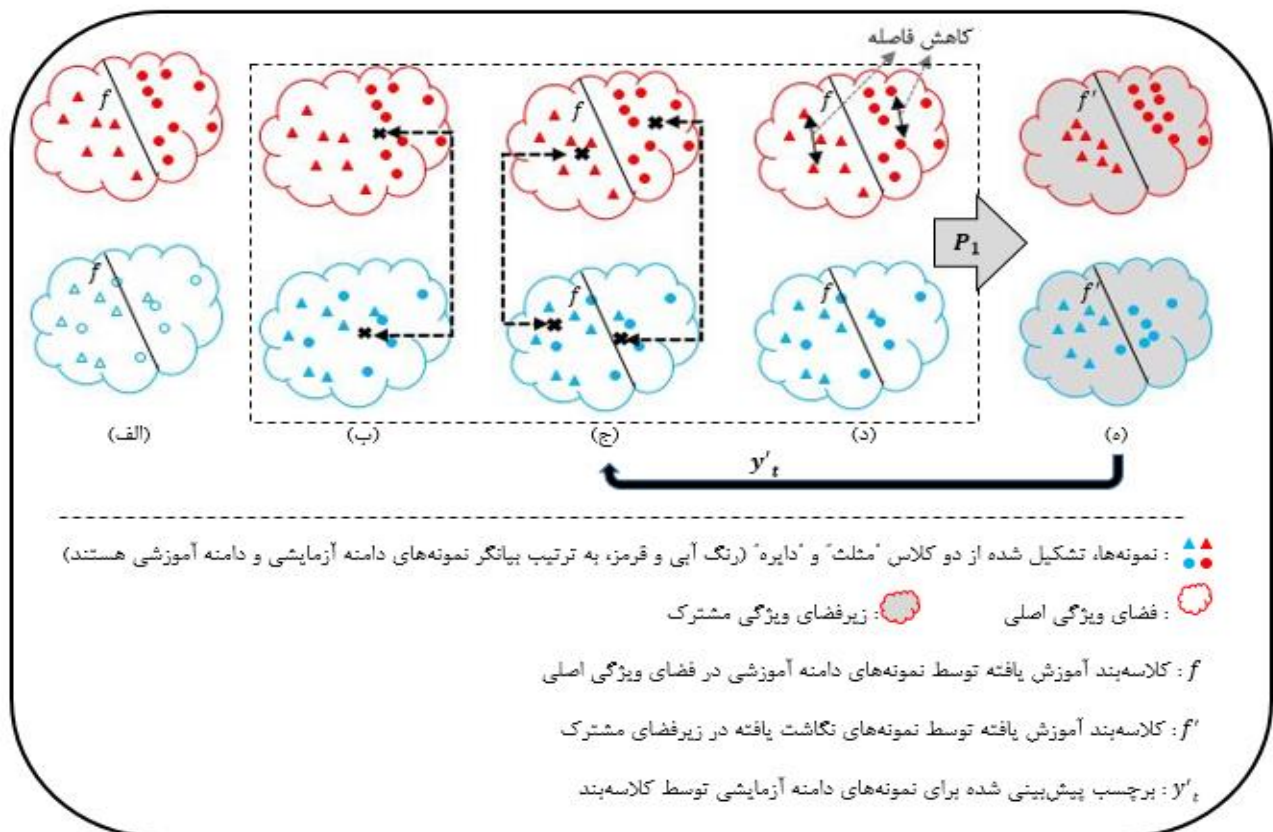 کاهش فاصله
f
f
f
f'
f
f
f
f'
P₁
(الف)
(ب)
(ج)
(د)
(ه)
y'ₜ
: نمونه‌ها، تشکیل شده از دو کلاس "مثلث" و "دایره" (رنگ آبی و قرمز، به ترتیب بیانگر نمونه‌های دامنه آزمایشی و دامنه آموزشی هستند)
: فضای ویژگی اصلی : زیرفضای ویژگی مشترک
f : کلاسه‌بند آموزش یافته توسط نمونه‌های دامنه آموزشی در فضای ویژگی اصلی
f' : کلاسه‌بند آموزش یافته توسط نمونه‌های نگاشت یافته در زیرفضای مشترک
y'ₜ : برچسب پیش‌بینی شده برای نمونه‌های دامنه آزمایشی توسط کلاسه‌بند